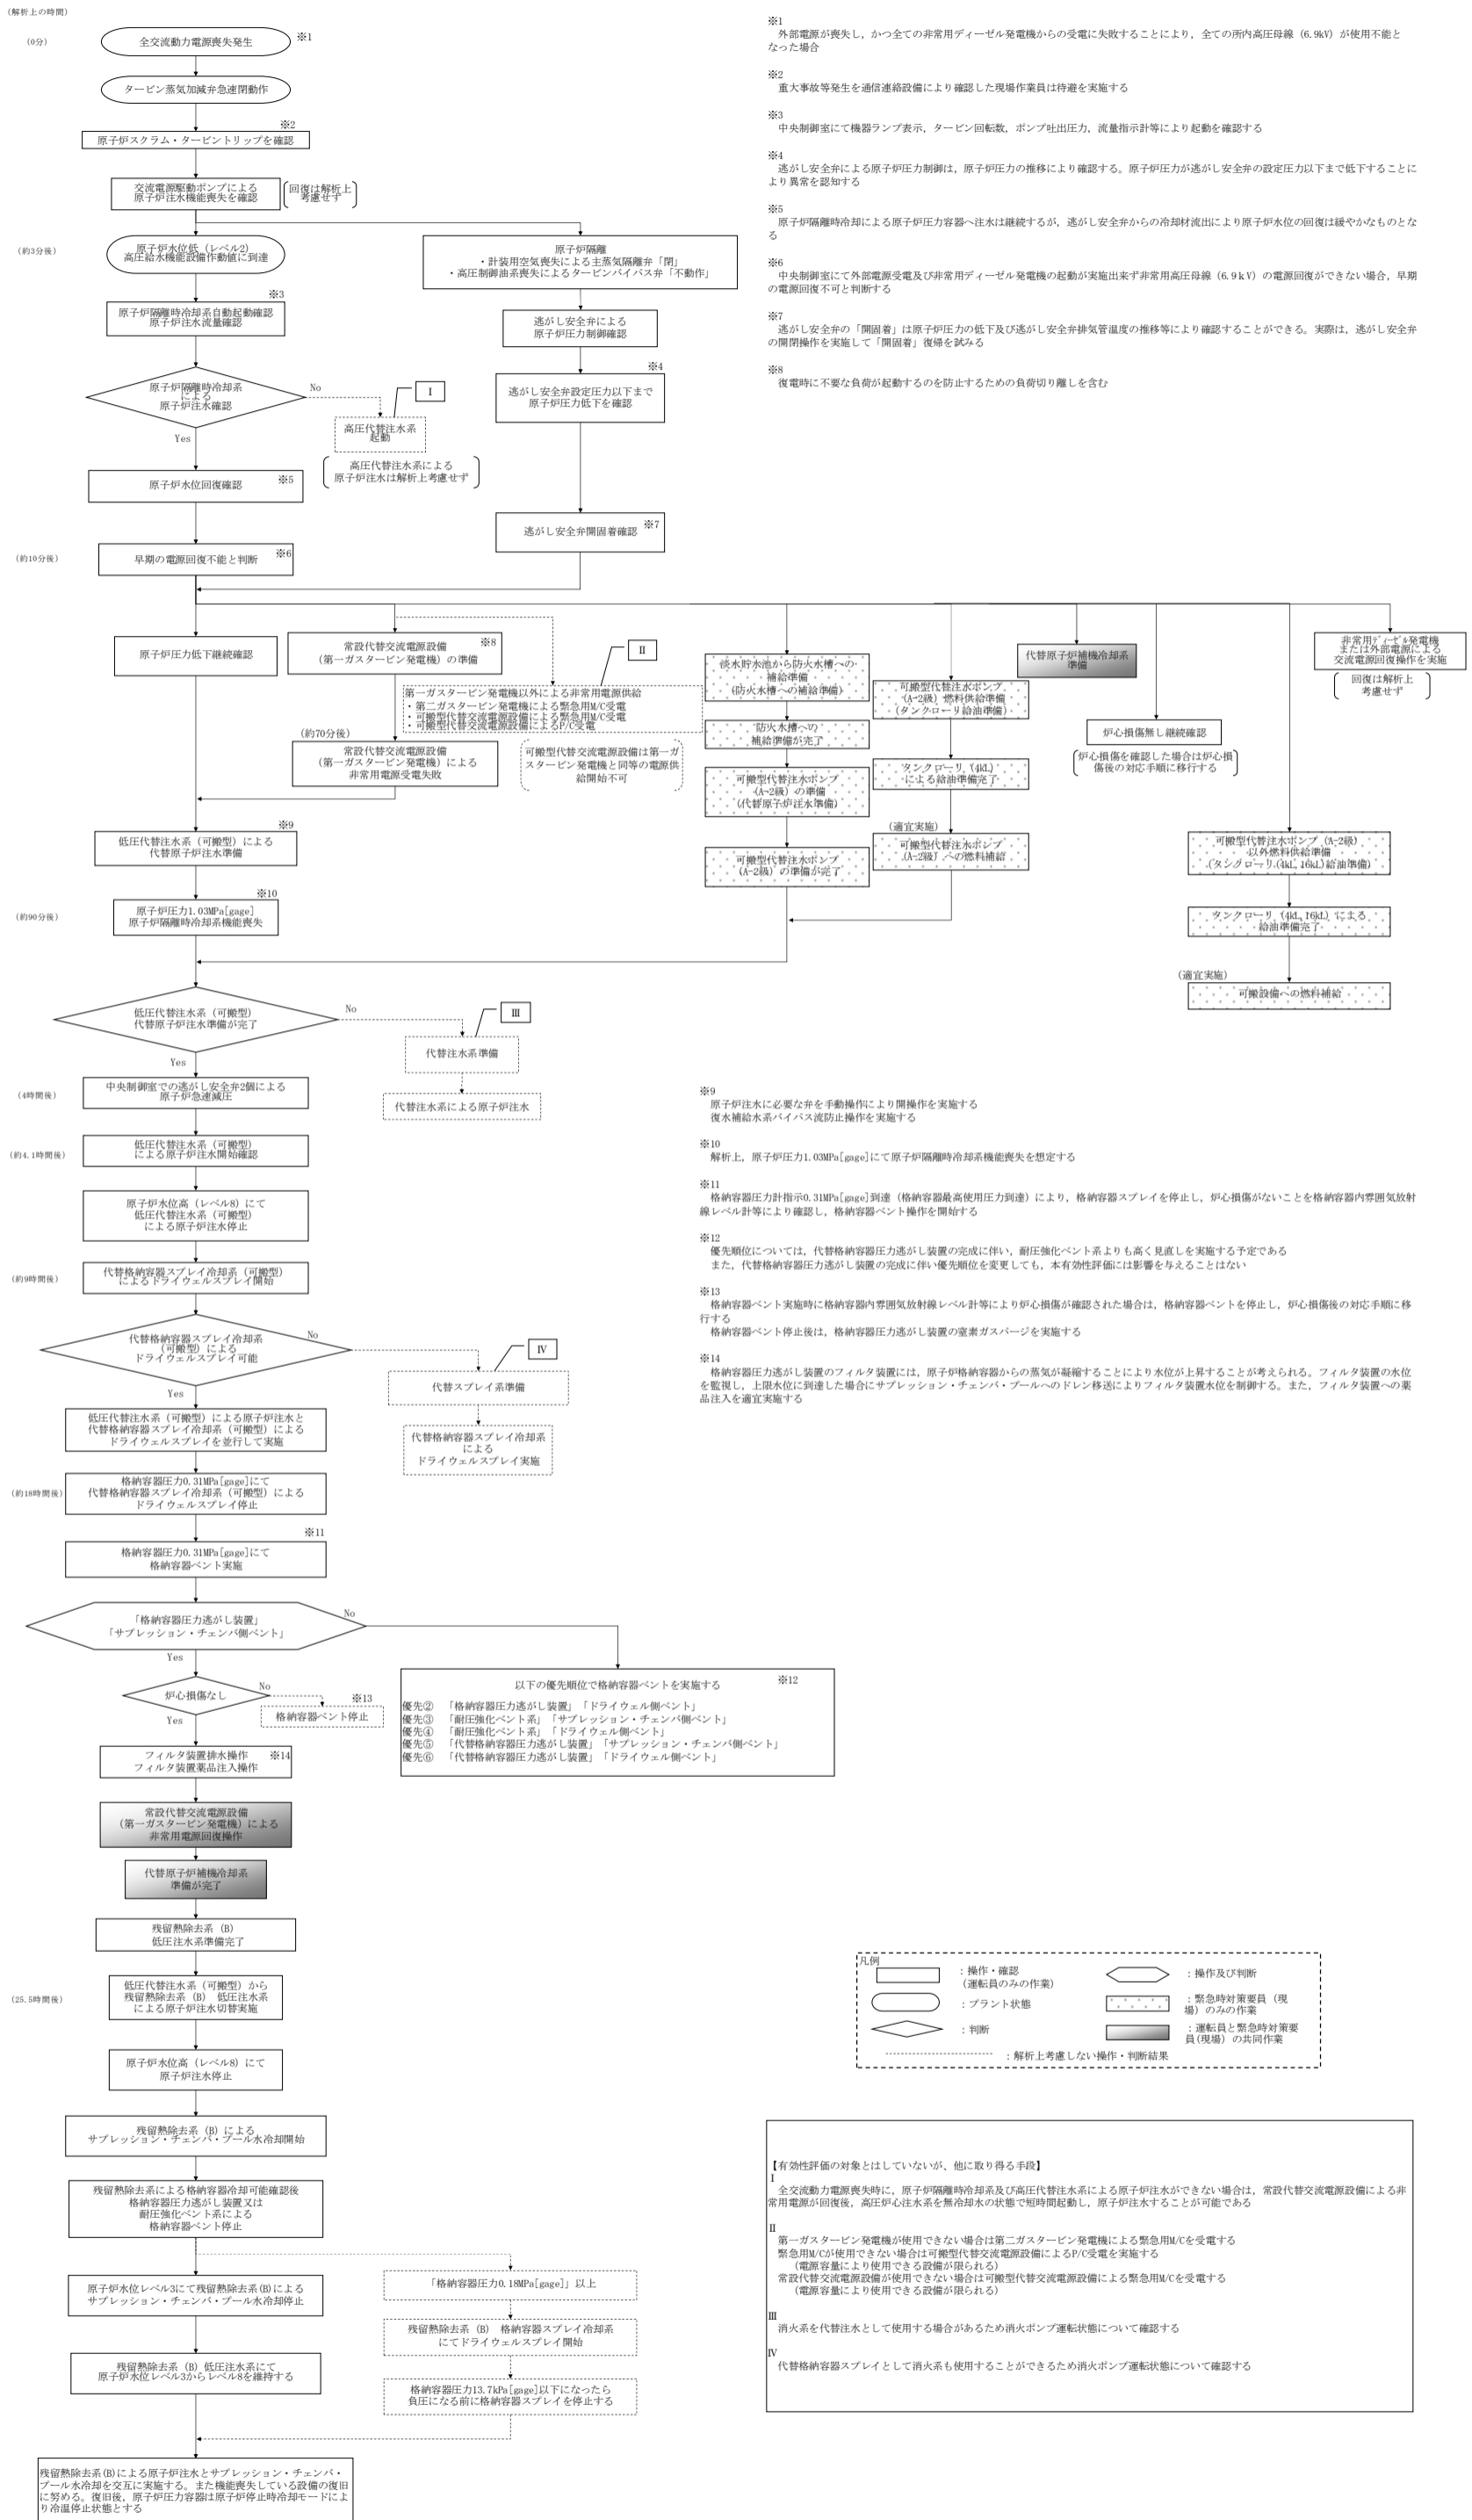 (解析上の時間)
(0分)
全交流動力電源喪失発生
※1
タービン蒸気加減弁急速閉動作
※2
原子炉スクラム・タービントリップを確認
交流電源駆動ポンプによる
原子炉注水機能喪失を確認
回復は解析上
考慮せず
(約3分後)
原子炉水位低（レベル2）
高圧給水機能設備作動値に到達
原子炉隔離
・計装用空気喪失による主蒸気隔離弁「閉」
・高圧制御油系喪失によるタービンバイパス弁「不動作」
※3
原子炉隔離時冷却系自動起動確認
原子炉注水流量確認
逃がし安全弁による
原子炉圧力制御確認
※4
逃がし安全弁設定圧力以下まで
原子炉圧力低下を確認
原子炉隔離時冷却系
による
原子炉注水確認
No
Yes
I
高圧代替注水系
起動
高圧代替注水系による
原子炉注水は解析上考慮せず
原子炉水位回復確認
※5
逃がし安全弁開固着確認
※7
(約10分後)
早期の電源回復不能と判断
※6
※1
外部電源が喪失し，かつ全ての非常用ディーゼル発電機からの受電に失敗することにより，全ての所内高圧母線（6.9kV）が使用不能と
なった場合
※2
重大事故等発生を通信連絡設備により確認した現場作業員は待避を実施する
※3
中央制御室にて機器ランプ表示，タービン回転数，ポンプ吐出圧力，流量指示計等により起動を確認する
※4
逃がし安全弁による原子炉圧力制御は，原子炉圧力の推移により確認する。原子炉圧力が逃がし安全弁の設定圧力以下まで低下することに
より異常を認知する
※5
原子炉隔離時冷却による原子炉圧力容器へ注水は継続するが，逃がし安全弁からの冷却材流出により原子炉水位の回復は緩やかなものとな
る
※6
中央制御室にて外部電源受電及び非常用ディーゼル発電機の起動が実施出来ず非常用高圧母線（6.9kV）の電源回復ができない場合，早期
の電源回復不可と判断する
※7
逃がし安全弁の「開固着」は原子炉圧力の低下及び逃がし安全弁排気管温度の推移等により確認することができる。実際は，逃がし安全弁
の開閉操作を実施して「開固着」復帰を試みる
※8
復電時に不要な負荷が起動するのを防止するための負荷切り離しを含む
原子炉圧力低下継続確認
常設代替交流電源設備
（第一ガスタービン発電機）の準備
※8
II
第一ガスタービン発電機以外による非常用電源供給
・第二ガスタービン発電機による緊急用M/C受電
・可搬型代替交流電源設備による緊急用M/C受電
・可搬型代替交流電源設備によるP/C受電
(約70分後)
常設代替交流電源設備
（第一ガスタービン発電機）による
非常用電源受電失敗
可搬型代替交流電源設備は第一ガ
スタービン発電機と同等の電源供
給開始不可
淡水貯水池から防火水槽への
補給準備
(防火水槽への補給準備)
防火水槽への
補給準備が完了
可搬型代替注水ポンプ
(A-2級) の準備
(代替原子炉注水準備)
可搬型代替注水ポンプ
(A-2級) の準備が完了
可搬型代替注水ポンプ
(A-2級) 燃料供給準備
(タンクローリ給油準備)
タンクローリ (4kL)
による給油準備完了
(適宜実施)
可搬型代替注水ポンプ
(A-2級) への燃料補給
代替原子炉補機冷却系
準備
炉心損傷無し継続確認
炉心損傷を確認した場合は炉心損
傷後の対応手順に移行する
非常用ﾃﾞｨｰｾﾞﾙ発電機
または外部電源による
交流電源回復操作を実施
回復は解析上
考慮せず
可搬型代替注水ポンプ (A-2級)
以外燃料供給準備
(タンクローリ(4kL,16kL)給油準備)
タンクローリ (4kL,16kL) による
給油準備完了
(適宜実施)
可搬設備への燃料補給
※9
低圧代替注水系（可搬型）による
代替原子炉注水準備
※10
(約90分後)
原子炉圧力1.03MPa[gage]
原子炉隔離時冷却系機能喪失
低圧代替注水系（可搬型）
代替原子炉注水準備が完了
No
Yes
III
代替注水系準備
代替注水系による原子炉注水
(4時間後)
中央制御室での逃がし安全弁2個による
原子炉急速減圧
(約4.1時間後)
低圧代替注水系（可搬型）
による原子炉注水開始確認
原子炉水位高（レベル8）にて
低圧代替注水系（可搬型）
による原子炉注水停止
(約9時間後)
代替格納容器スプレイ冷却系（可搬型）
によるドライウェルスプレイ開始
代替格納容器スプレイ冷却系
（可搬型）による
ドライウェルスプレイ可能
No
Yes
IV
代替スプレイ系準備
代替格納容器スプレイ冷却系
による
ドライウェルスプレイ実施
低圧代替注水系（可搬型）による原子炉注水と
代替格納容器スプレイ冷却系（可搬型）による
ドライウェルスプレイを並行して実施
(約18時間後)
格納容器圧力0.31MPa[gage]にて
代替格納容器スプレイ冷却系（可搬型）による
ドライウェルスプレイ停止
※11
格納容器圧力0.31MPa[gage]にて
格納容器ベント実施
「格納容器圧力逃がし装置」
「サプレッション・チェンバ側ベント」
No
Yes
※9
原子炉注水に必要な弁を手動操作により開操作を実施する
復水補給水系バイパス流防止操作を実施する
※10
解析上，原子炉圧力1.03MPa[gage]にて原子炉隔離時冷却系機能喪失を想定する
※11
格納容器圧力計指示0.31MPa[gage]到達（格納容器最高使用圧力到達）により，格納容器スプレイを停止し，炉心損傷がないことを格納容器内雰囲気放射
線レベル計等により確認し，格納容器ベント操作を開始する
※12
優先順位については，代替格納容器圧力逃がし装置の完成に伴い，耐圧強化ベント系よりも高く見直しを実施する予定である
また，代替格納容器圧力逃がし装置の完成に伴い優先順位を変更しても，本有効性評価には影響を与えることはない
※13
格納容器ベント実施時に格納容器内雰囲気放射線レベル計等により炉心損傷が確認された場合は，格納容器ベントを停止し，炉心損傷後の対応手順に移
行する
格納容器ベント停止後は，格納容器圧力逃がし装置の窒素ガスパージを実施する
※14
格納容器圧力逃がし装置のフィルタ装置には，原子炉格納容器からの蒸気が凝縮することにより水位が上昇することが考えられる。フィルタ装置の水位
を監視し，上限水位に到達した場合にサプレッション・チェンバ・プールへのドレン移送によりフィルタ装置水位を制御する。また，フィルタ装置への薬
品注入を適宜実施する
炉心損傷なし
No
Yes
※13
格納容器ベント停止
以下の優先順位で格納容器ベントを実施する
※12
優先② 「格納容器圧力逃がし装置」「ドライウェル側ベント」
優先③ 「耐圧強化ベント系」「サプレッション・チェンバ側ベント」
優先④ 「耐圧強化ベント系」「ドライウェル側ベント」
優先⑤ 「代替格納容器圧力逃がし装置」「サプレッション・チェンバ側ベント」
優先⑥ 「代替格納容器圧力逃がし装置」「ドライウェル側ベント」
フィルタ装置排水操作
フィルタ装置薬品注入操作
※14
常設代替交流電源設備
（第一ガスタービン発電機）による
非常用電源回復操作
代替原子炉補機冷却系
準備が完了
残留熱除去系（B）
低圧注水系準備完了
(25.5時間後)
低圧代替注水系（可搬型）から
残留熱除去系（B） 低圧注水系
による原子炉注水切替実施
原子炉水位高（レベル8）にて
原子炉注水停止
残留熱除去系（B）による
サプレッション・チェンバ・プール水冷却開始
残留熱除去系による格納容器冷却可能確認後
格納容器圧力逃がし装置又は
耐圧強化ベント系による
格納容器ベント停止
原子炉水位レベル3にて残留熱除去系(B)による
サプレッション・チェンバ・プール水冷却停止
残留熱除去系（B）低圧注水系にて
原子炉水位レベル3からレベル8を維持する
「格納容器圧力0.18MPa[gage]」以上
残留熱除去系（B） 格納容器スプレイ冷却系
にてドライウェルスプレイ開始
格納容器圧力13.7kPa[gage]以下になったら
負圧になる前に格納容器スプレイを停止する
残留熱除去系(B)による原子炉注水とサプレッション・チェンバ・
プール水冷却を交互に実施する。また機能喪失している設備の復旧
に努める。復旧後，原子炉圧力容器は原子炉停止時冷却モードによ
り冷温停止状態とする
凡例
：操作・確認
（運転員のみの作業）
：操作及び判断
：プラント状態
：緊急時対策要員（現
場）のみの作業
：判断
：運転員と緊急時対策要
員(現場）の共同作業
：解析上考慮しない操作・判断結果
【有効性評価の対象とはしていないが、他に取り得る手段】
I
全交流動力電源喪失時に，原子炉隔離時冷却系及び高圧代替注水系による原子炉注水ができない場合は，常設代替交流電源設備による非
常用電源が回復後，高圧炉心注水系を無冷却水の状態で短時間起動し，原子炉注水することが可能である
II
第一ガスタービン発電機が使用できない場合は第二ガスタービン発電機による緊急用M/Cを受電する
緊急用M/Cが使用できない場合は可搬型代替交流電源設備によるP/C受電を実施する
（電源容量により使用できる設備が限られる）
常設代替交流電源設備が使用できない場合は可搬型代替交流電源設備による緊急用M/Cを受電する
（電源容量により使用できる設備が限られる）
III
消火系を代替注水として使用する場合があるため消火ポンプ運転状態について確認する
IV
代替格納容器スプレイとして消火系も使用することができるため消火ポンプ運転状態について確認する